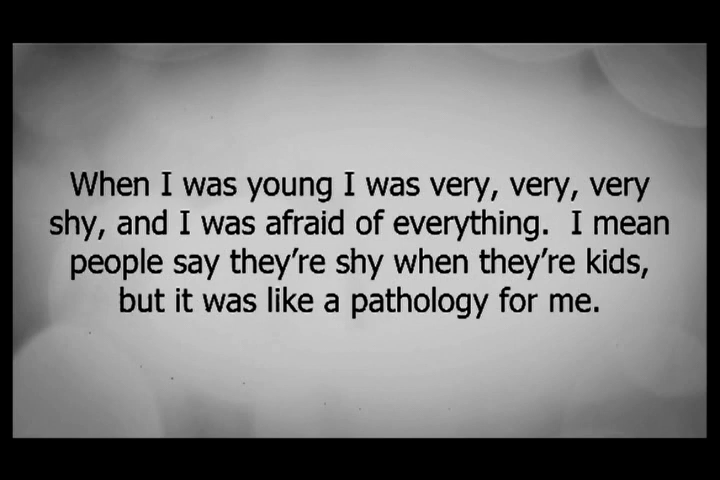 When I was young I was very, very, very
shy, and I was afraid of everything.  I mean
people say they're shy when they're kids,
but it was like a pathology for me.